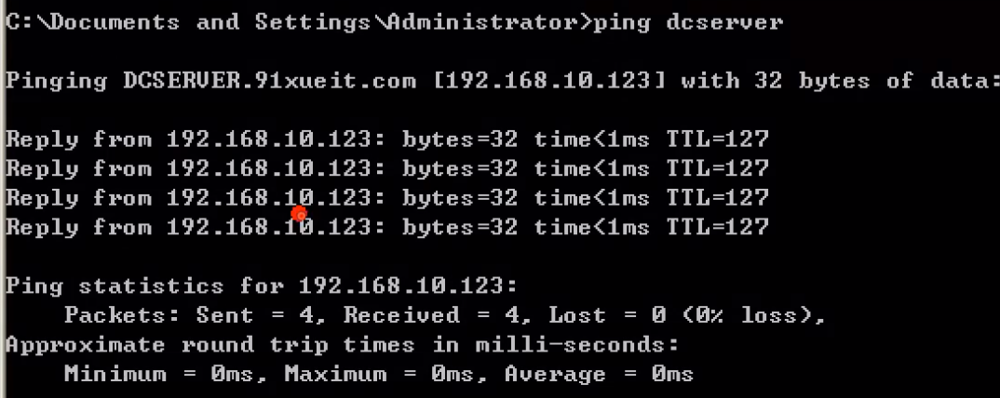 C:\Documents and Settings\Administrator>ping dcserver
Pinging DCSERVER.91xueit.com [192.168.10.123] with 32 bytes of data:
Reply from 192.168.10.123: bytes=32 time<1ms TTL=127
Reply from 192.168.10.123: bytes=32 time<1ms TTL=127
Reply from 192.168.10.123: bytes=32 time<1ms TTL=127
Reply from 192.168.10.123: bytes=32 time<1ms TTL=127
Ping statistics for 192.168.10.123:
Packets: Sent = 4, Received = 4, Lost = 0 (0% loss),
Approximate round trip times in milli-seconds:
Minimum = 0ms, Maximum = 0ms, Average = 0ms